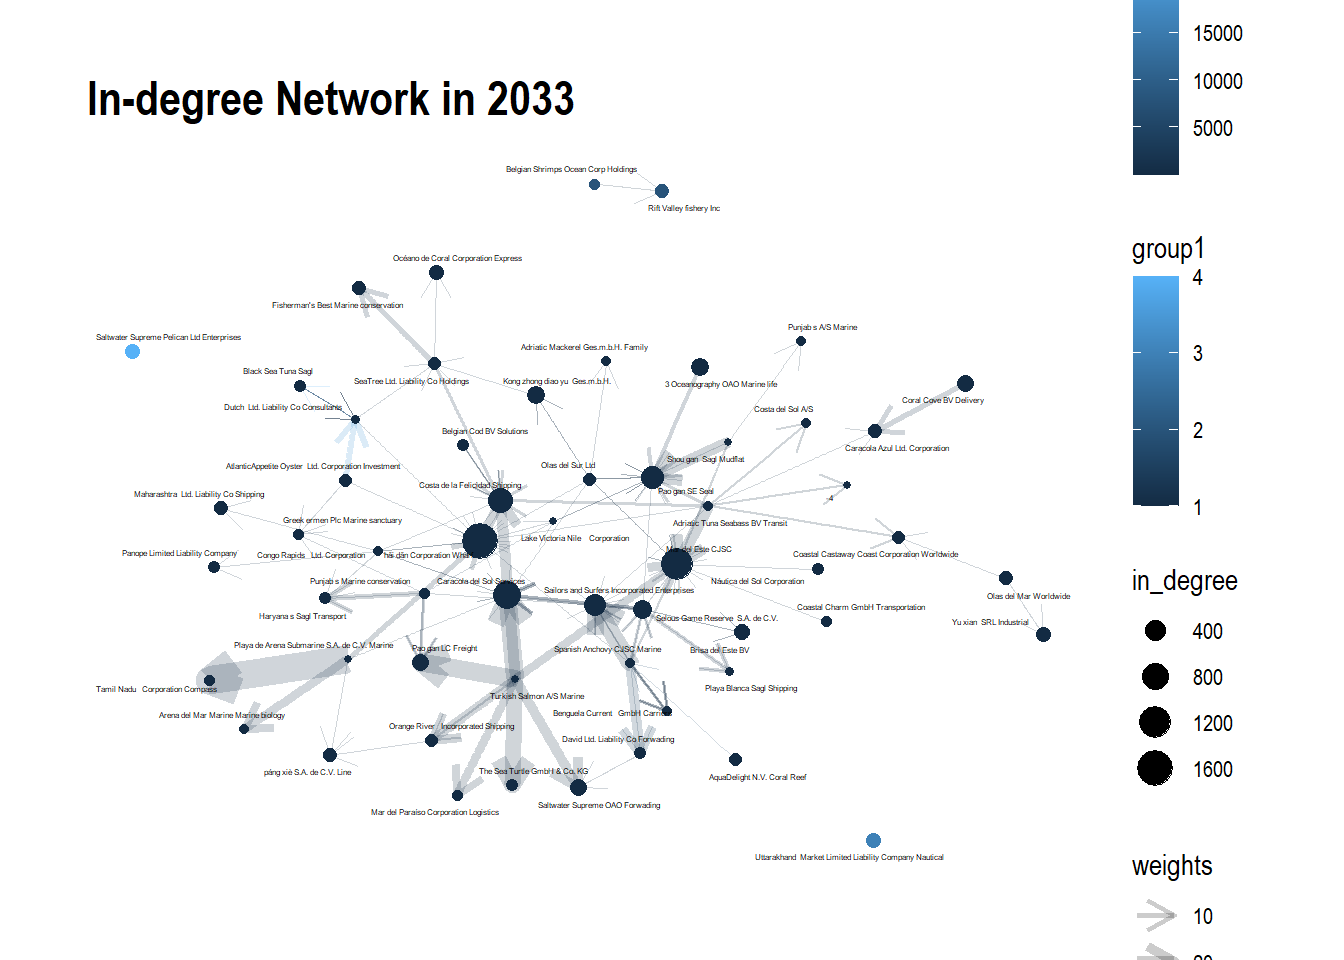 15000
10000
5000
In-degree Network in 2033
Belgian Shrimps Ocean Corp Holdings
Rift Valley fishery Inc
group1
Océano de Coral Corporation Express
4
Fisherman's Best Marine conservation
Saltwater Supreme Pelican Ltd Enterprises
Punjab s A/S Marine
Adriatic Mackerel Ges.m.b.H. Family
3
Black Sea Tuna Sagl
SeaTree Ltd. Liability Co Holdings
Kong zhong diao yu Ges.m.b.H.
3 Oceanography OAO Marine life
Coral Cove BV Delivery
Dutch Ltd. Liability Co Consultants
Costa del Sol A/S
2
Belgian Cod BV Solutions
Caracola Azul Ltd. Corporation
AtlanticAppetite Oyster Ltd. Corporation Investment
Olas del Sur Ltd
Shou gan Sagl Mudflat
Costa de la Felicidad Shipping
Pao gan SE Seal
Maharashtra Ltd. Liability Co Shipping
-4
1
Greek ermen Plc Marine sanctuary
Adriatic Tuna Seabass BV Transit
Lake Victoria Nile Corporation
Panope Limited Liability Company
Congo Rapids Ltd. Corporation
hǎi dǎn Corporation
Mar del Este CJSC
Coastal Castaway Coast Corporation Worldwide
in_degree
Punjab s Marine conservation
Caracola del Sol Services
Náutica del Sol Corporation
Sailors and Surfers Incorporated Enterprises
Olas del Mar Worldwide
Haryana s Sagl Transport
Coastal Charm GmbH Transportation
Selous Game Reserve S.A. de C.V.
Yu xian SRL Industrial
400
Playa de Arena Submarine S.A. de C.V. Marine
Pao gan LC Freight
Spanish Anchovy CJSC Marine
Brisa del Este BV
800
Tamil Nadu Corporation Compass
Turkish Salmon A/S Marine
Playa Blanca Sagl Shipping
Arena del Mar Marine Marine biology
Benguela Current GmbH
1200
Orange River Incorporated Shipping
David Ltd. Liability Co Forwading
páng xiè S.A. de C.V. Line
The Sea Turtle GmbH & Co. KG
AquaDelight N.V. Coral Reef
1600
Mar del Paraíso Corporation Logistics
Saltwater Supreme OAO Forwading
Uttarakhand Market Limited Liability Company Nautical
weights
10